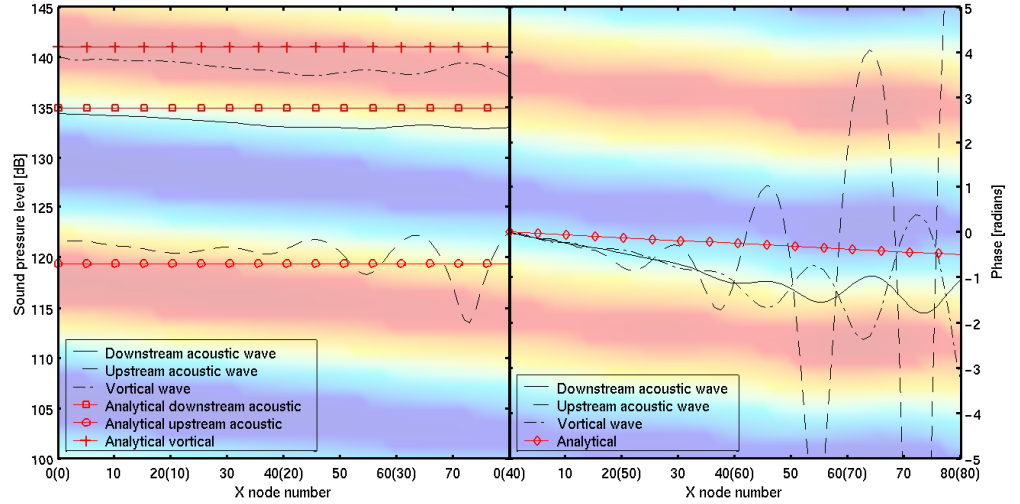 145
140
135
130
125
120
115
110
105
100
Sound pressure level [dB]
Downstream acoustic wave
Upstream acoustic wave
Vortical wave
Analytical downstream acoustic
Analytical upstream acoustic
Analytical vortical
0(0) 10 20(10) 30 40(20) 50 60(30) 70 0(40
X node number
5
4
3
2
1
0
-1
-2
-3
-4
-5
Phase [radians]
Downstream acoustic wave
Upstream acoustic wave
Vortical wave
Analytical
10 20(50) 30 40(60) 50 60(70) 70 80(80)
X node number